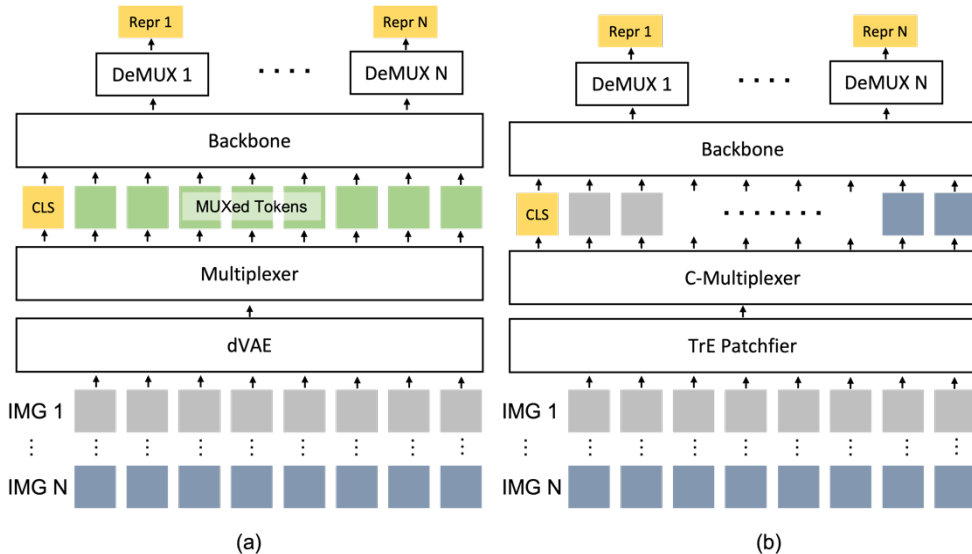 Repr 1
Repr N
DeMUX 1
DeMUX N
Backbone
CLS
MUXed Tokens
Multiplexer
dVAE
IMG 1
IMG N
(a)
Repr 1
Repr N
DeMUX 1
DeMUX N
Backbone
CLS
C-Multiplexer
TrE Patchfier
IMG 1
IMG N
(b)